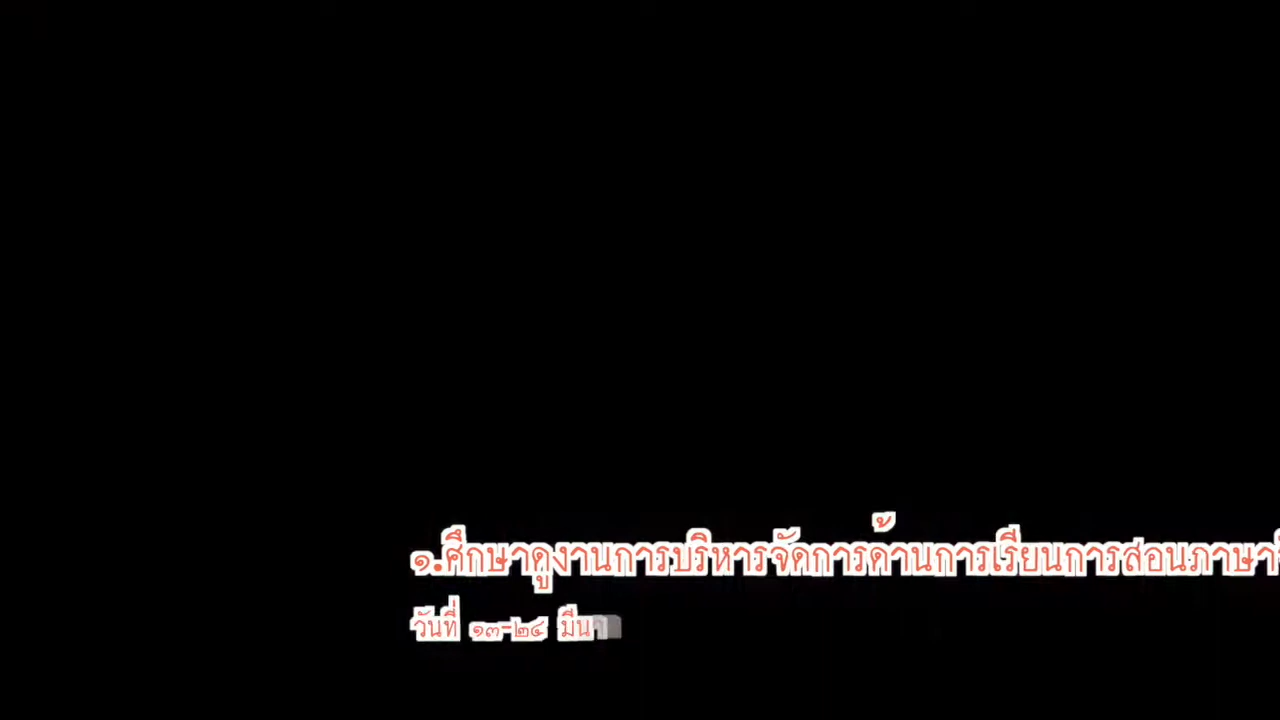 ๑.ศึกษาดูงานการบริหารจัดการด้านการเรียนการสอนภาษา
วันที่ ๑๓-๒๔ มีนา